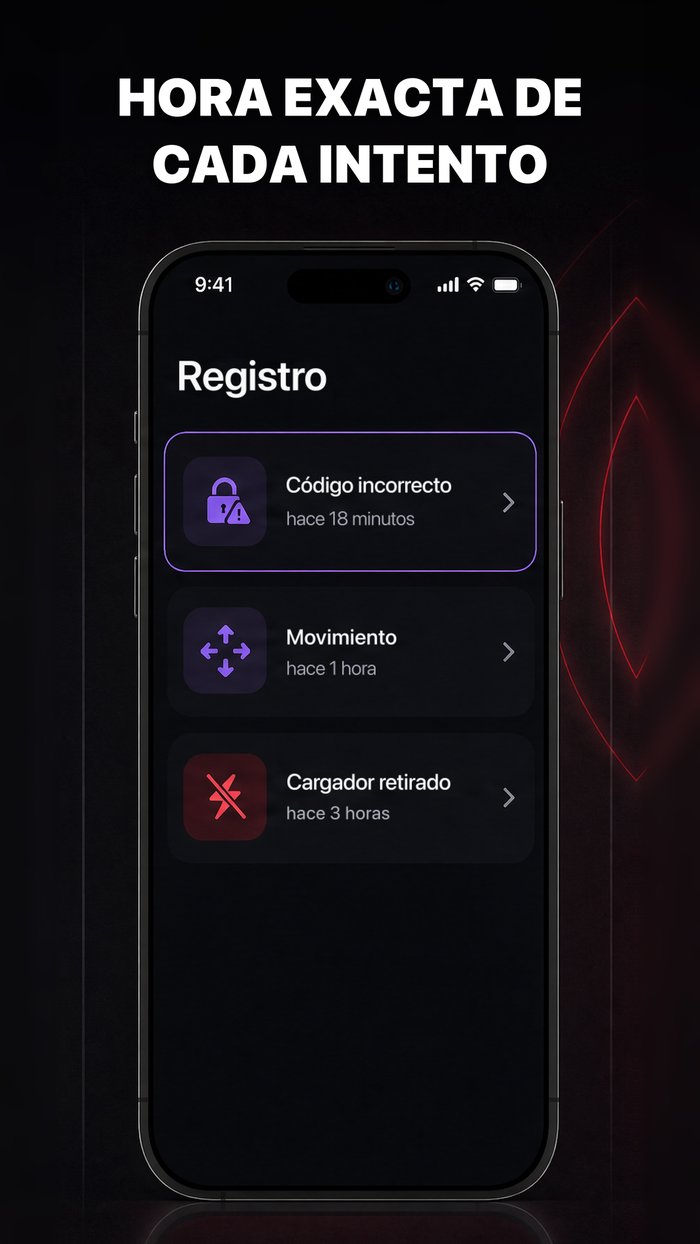 HORA EXACTA DE
CADA INTENTO
9:41
Registro
Código incorrecto
hace 18 minutos
Movimiento
hace 1 hora
Cargador retirado
hace 3 horas